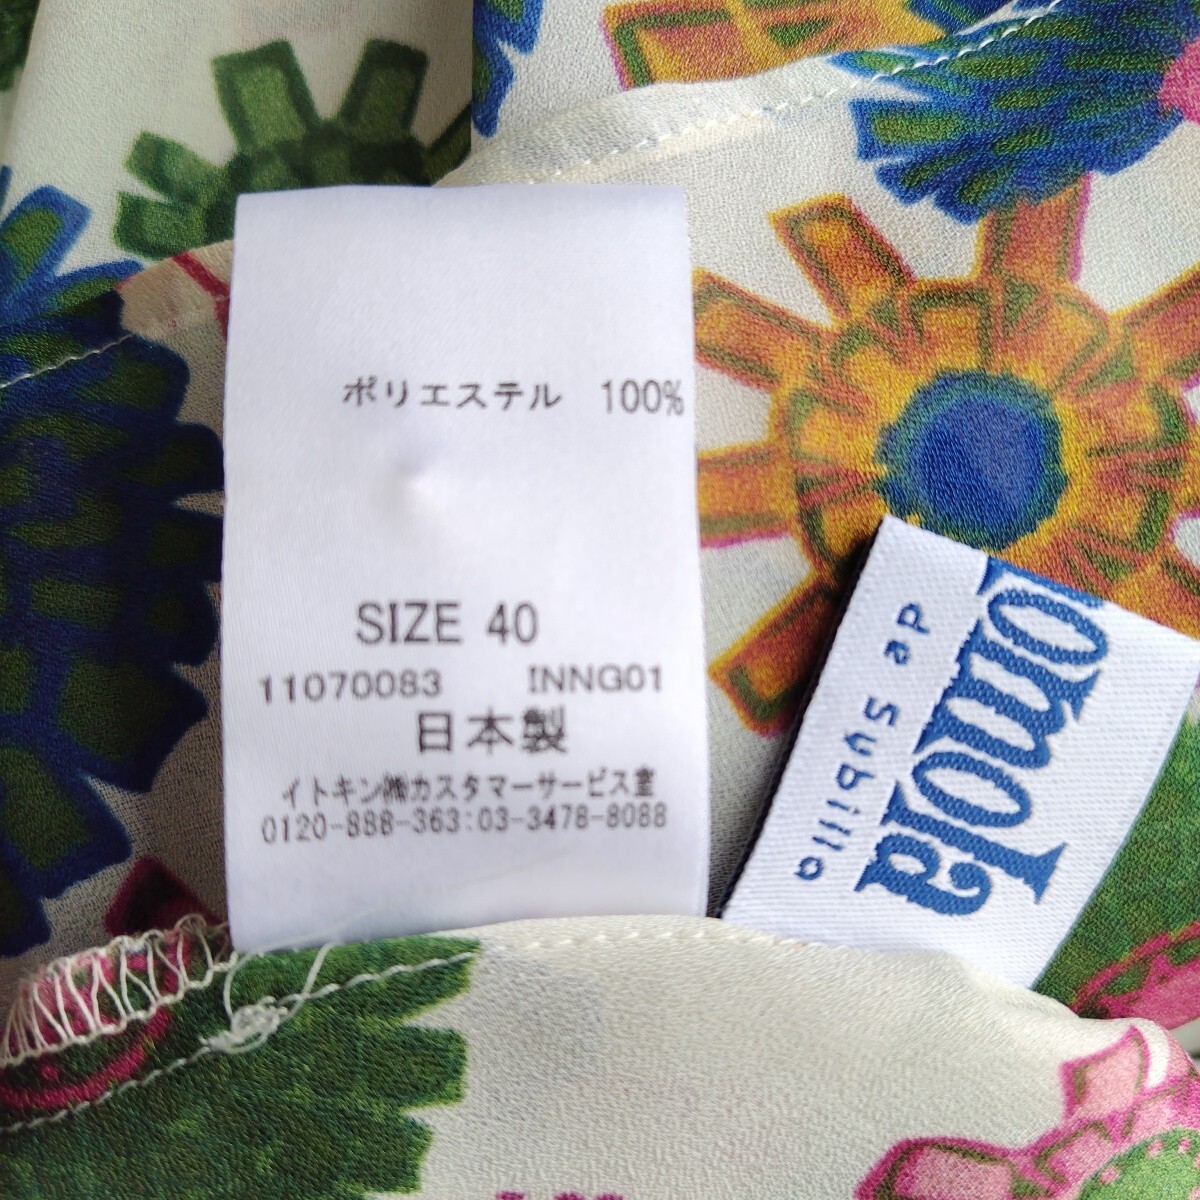 ポリエステル 100%
SIZE 40
11070083 INNG01
日本製
イトキン㈱カスタマーサービス室
0120-888-363:03-3478-8088
de Sybilla